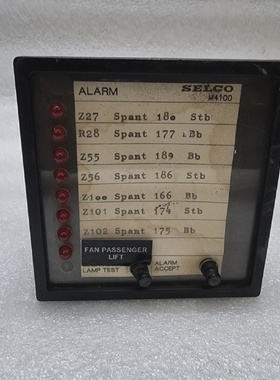 ALARM SELCO
M4100
Z27 Spant 180 Stb
R28 Spant 177 Bb
Z55 Spant 189 Bb
Z56 Spant 186 Stb
Z100 Spant 166 Bb
Z101 Spant 174 Stb
Z102 Spant 175 Bb
FAN PASSENGER
LIFT
LAMP TEST ALARM
ACCEPT